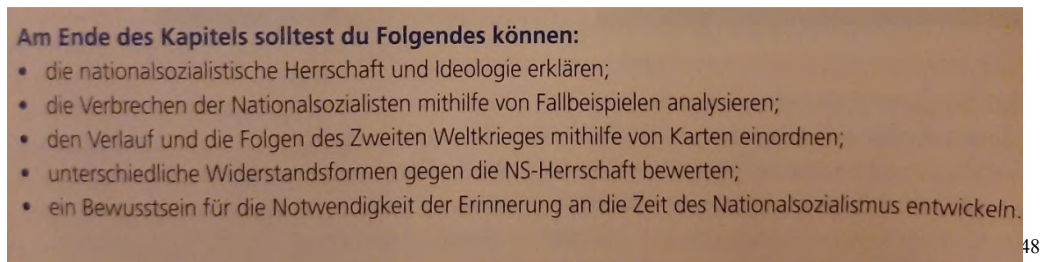 Am Ende des Kapitels solltest du Folgendes können:
• die nationalsozialistische Herrschaft und Ideologie erklären;
• die Verbrechen der Nationalsozialisten mithilfe von Fallbeispielen analysieren;
• den Verlauf und die Folgen des Zweiten Weltkrieges mithilfe von Karten einordnen;
• unterschiedliche Widerstandsformen gegen die NS-Herrschaft bewerten;
• ein Bewusstsein für die Notwendigkeit der Erinnerung an die Zeit des Nationalsozialismus entwickeln.
48